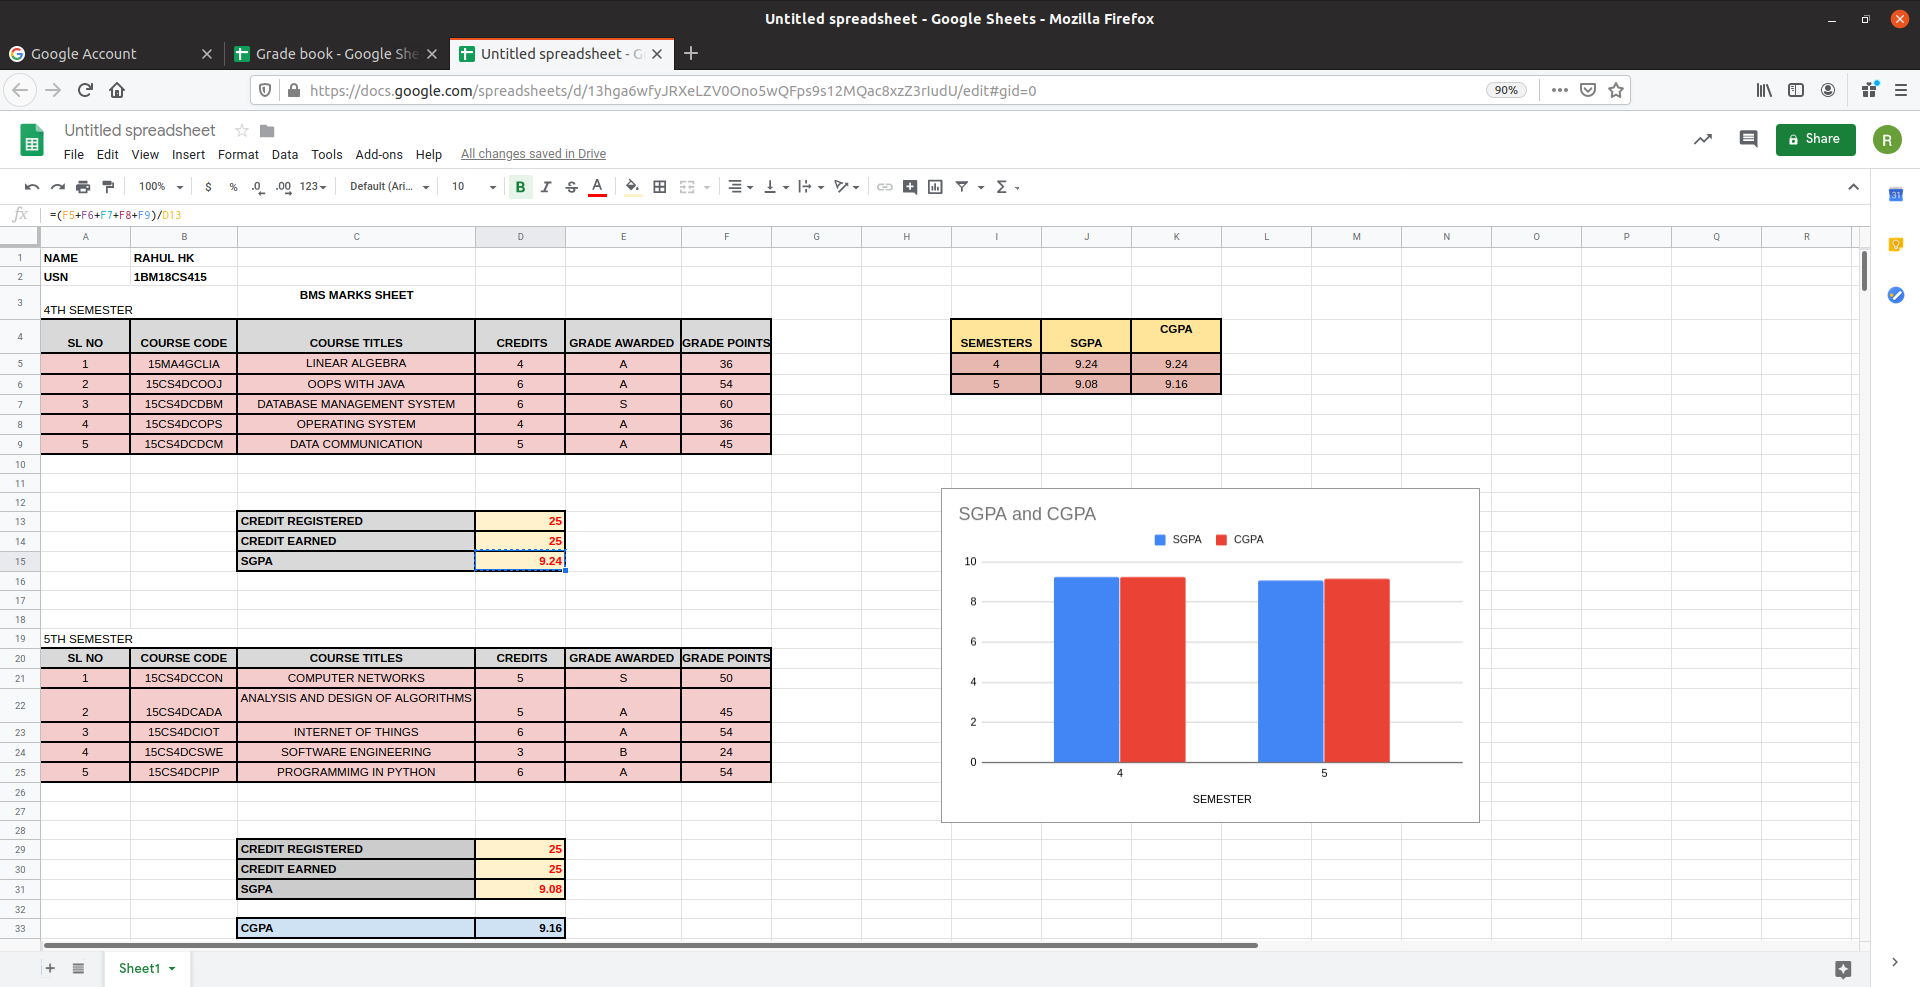 Untitled spreadsheet - Google Sheets - Mozilla Firefox
Google Account
Grade book - Google She
Untitled spreadsheet - G
https://docs.google.com/spreadsheets/d/13hga6wfyJRXeLZV0Ono5wQFps9s12MQac8xzZ3rIudU/edit#gid=0
90%
Untitled spreadsheet
File Edit View Insert Format Data Tools Add-ons Help All changes saved in Drive
Share
R
100% $ % .0 .00 123 Default (Ari... 10 B I S A Σ
31
fx =(F5+F6+F7+F8+F9)/D13
A B C D E F G H I J K L M N O P Q R
1 NAME RAHUL HK
2 USN 1BM18CS415
3 4TH SEMESTER BMS MARKS SHEET
4 SL NO COURSE CODE COURSE TITLES CREDITS GRADE AWARDED GRADE POINTS SEMESTERS SGPA CGPA
5 1 15MA4GCLIA LINEAR ALGEBRA 4 A 36 4 9.24 9.24
6 2 15CS4DCOOJ OOPS WITH JAVA 6 A 54 5 9.08 9.16
7 3 15CS4DCDBM DATABASE MANAGEMENT SYSTEM 6 S 60
8 4 15CS4DCOPS OPERATING SYSTEM 4 A 36
9 5 15CS4DCDCM DATA COMMUNICATION 5 A 45
10
11
12
13 CREDIT REGISTERED 25
14 CREDIT EARNED 25
15 SGPA 9.24
16
17
18
19 5TH SEMESTER
20 SL NO COURSE CODE COURSE TITLES CREDITS GRADE AWARDED GRADE POINTS
21 1 15CS4DCCON COMPUTER NETWORKS 5 S 50
22 2 15CS4DCADA ANALYSIS AND DESIGN OF ALGORITHMS 5 A 45
23 3 15CS4DCIOT INTERNET OF THINGS 6 A 54
24 4 15CS4DCSWE SOFTWARE ENGINEERING 3 B 24
25 5 15CS4DCPIP PROGRAMMIMG IN PYTHON 6 A 54
26
27
28
29 CREDIT REGISTERED 25
30 CREDIT EARNED 25
31 SGPA 9.08
32
33 CGPA 9.16
SGPA and CGPA
SGPA CGPA
10
8
6
4
2
0
4 5
SEMESTER
Sheet1